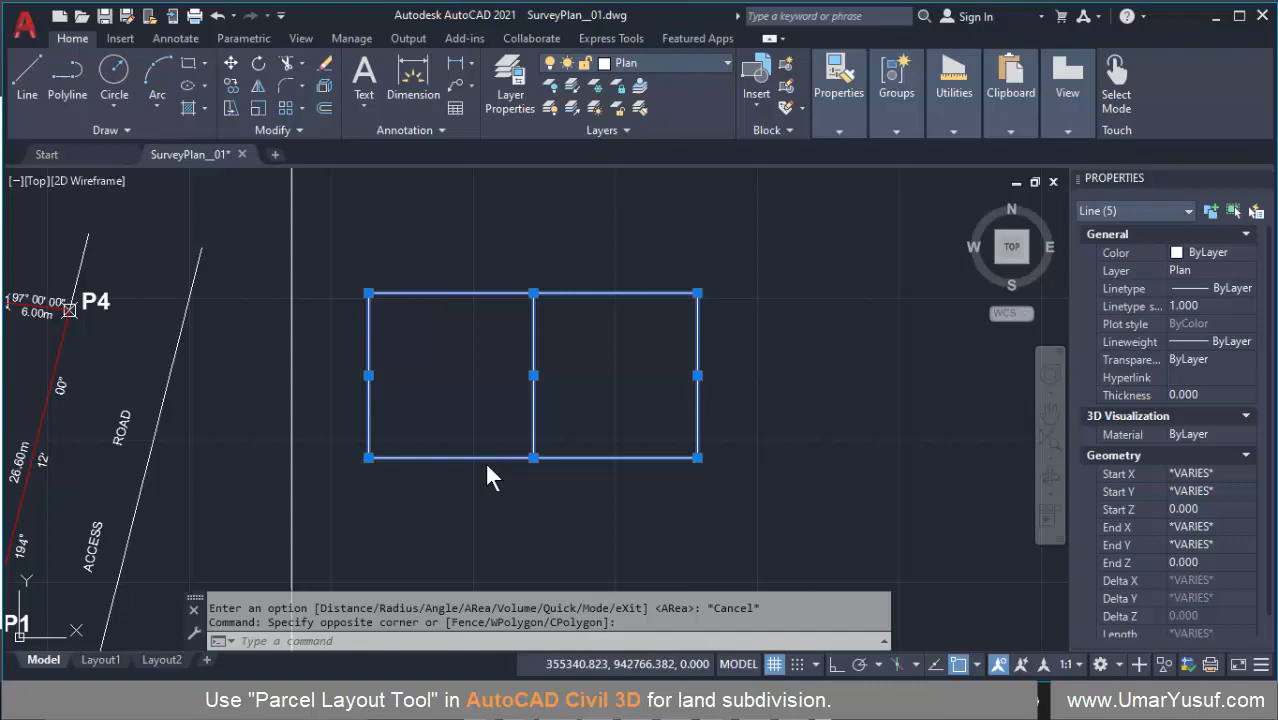 Autodesk AutoCAD 2021 SurveyPlan_01.dwg
Type a keyword or phrase
Sign In
Home Insert Annotate Parametric View Manage Output Add-ins Collaborate Express Tools Featured Apps
Plan
Line Polyline Circle Arc
Text Dimension
Layer Properties
Insert
Properties Groups Utilities Clipboard View
Select Mode
Draw Modify Annotation Layers Block Touch
Start SurveyPlan_01*
[−][Top][2D Wireframe]
PROPERTIES
Line (5)
General
Color ByLayer
Layer Plan
Linetype ByLayer
Linetype s... 1.000
Plot style ByColor
Lineweight ByLayer
Transpare... ByLayer
Hyperlink
Thickness 0.000
3D Visualization
Material ByLayer
Geometry
Start X *VARIES*
Start Y *VARIES*
Start Z 0.000
End X *VARIES*
End Y *VARIES*
End Z 0.000
Delta X *VARIES*
Delta Y *VARIES*
Delta Z 0.000
Length *VARIES*
N
W TOP E
S
WCS
97° 00' 00"
6.00m
P4
00"
12'
194°
26.60m
ROAD
ACCESS
Y
X
P1
Enter an option [Distance/Radius/Angle/ARea/Volume/Quick/Mode/eXit] <ARea>: *Cancel*
Command: Specify opposite corner or [Fence/WPolygon/CPolygon]:
Type a command
Model Layout1 Layout2
355340.823, 942766.382, 0.000 MODEL
1:1
Use "Parcel Layout Tool" in AutoCAD Civil 3D for land subdivision.
www.UmarYusuf.com